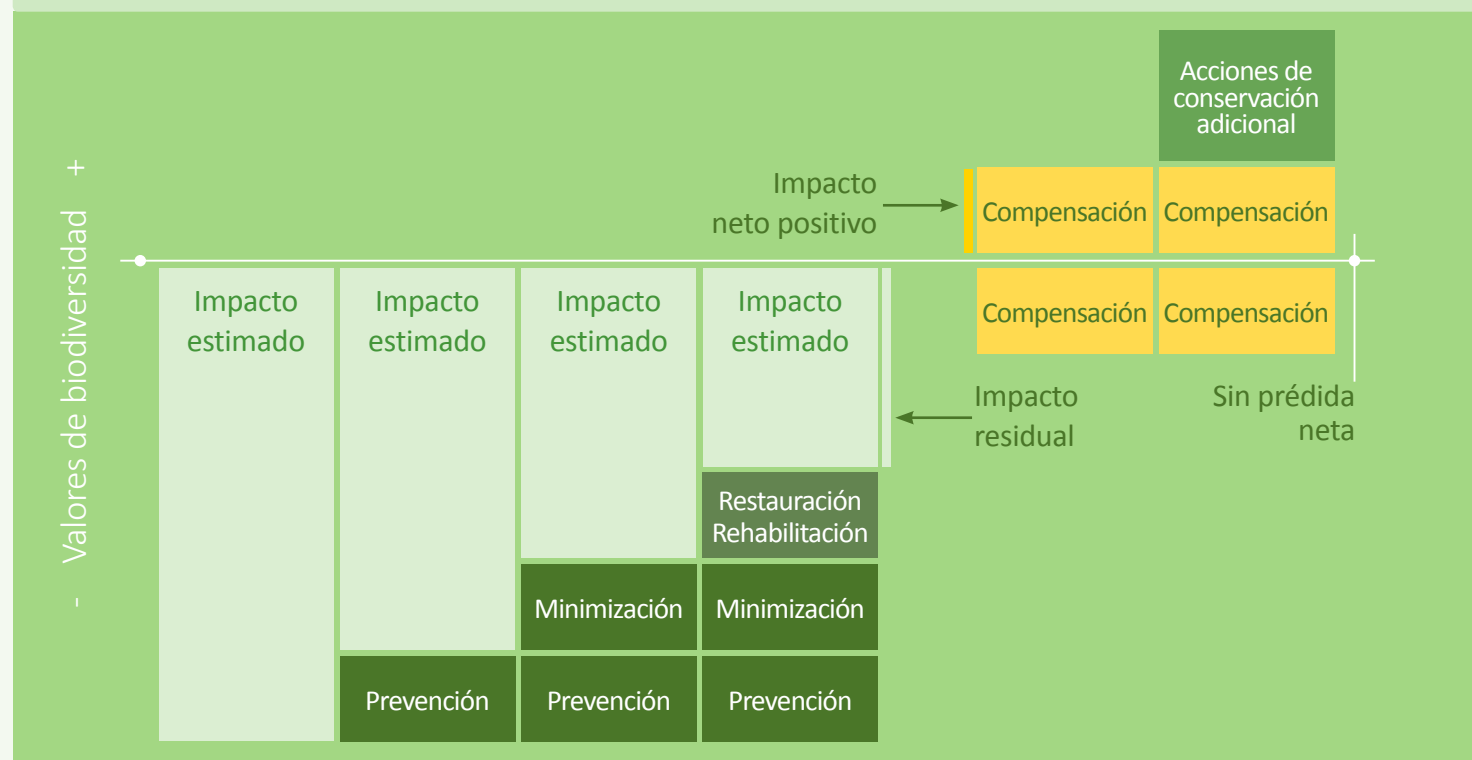 Acciones de
conservación
adicional
- Valores de biodiversidad +
Impacto
neto positivo
Compensación
Compensación
Impacto
estimado
Impacto
estimado
Impacto
estimado
Impacto
estimado
Compensación
Compensación
Impacto
residual
Sin prédida
neta
Restauración
Rehabilitación
Minimización
Minimización
Prevención
Prevención
Prevención